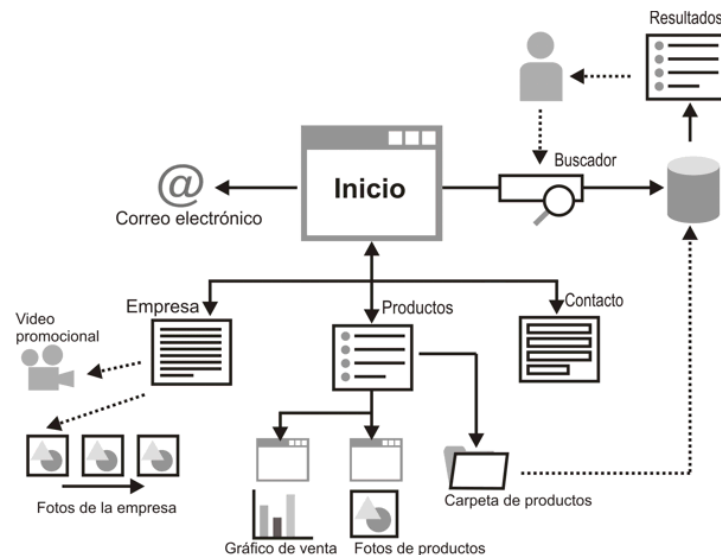 Resultados
Buscador
Inicio
@
Correo electrónico
Empresa
Productos
Contacto
Video
promocional
Fotos de la empresa
Carpeta de productos
Gráfico de venta
Fotos de productos